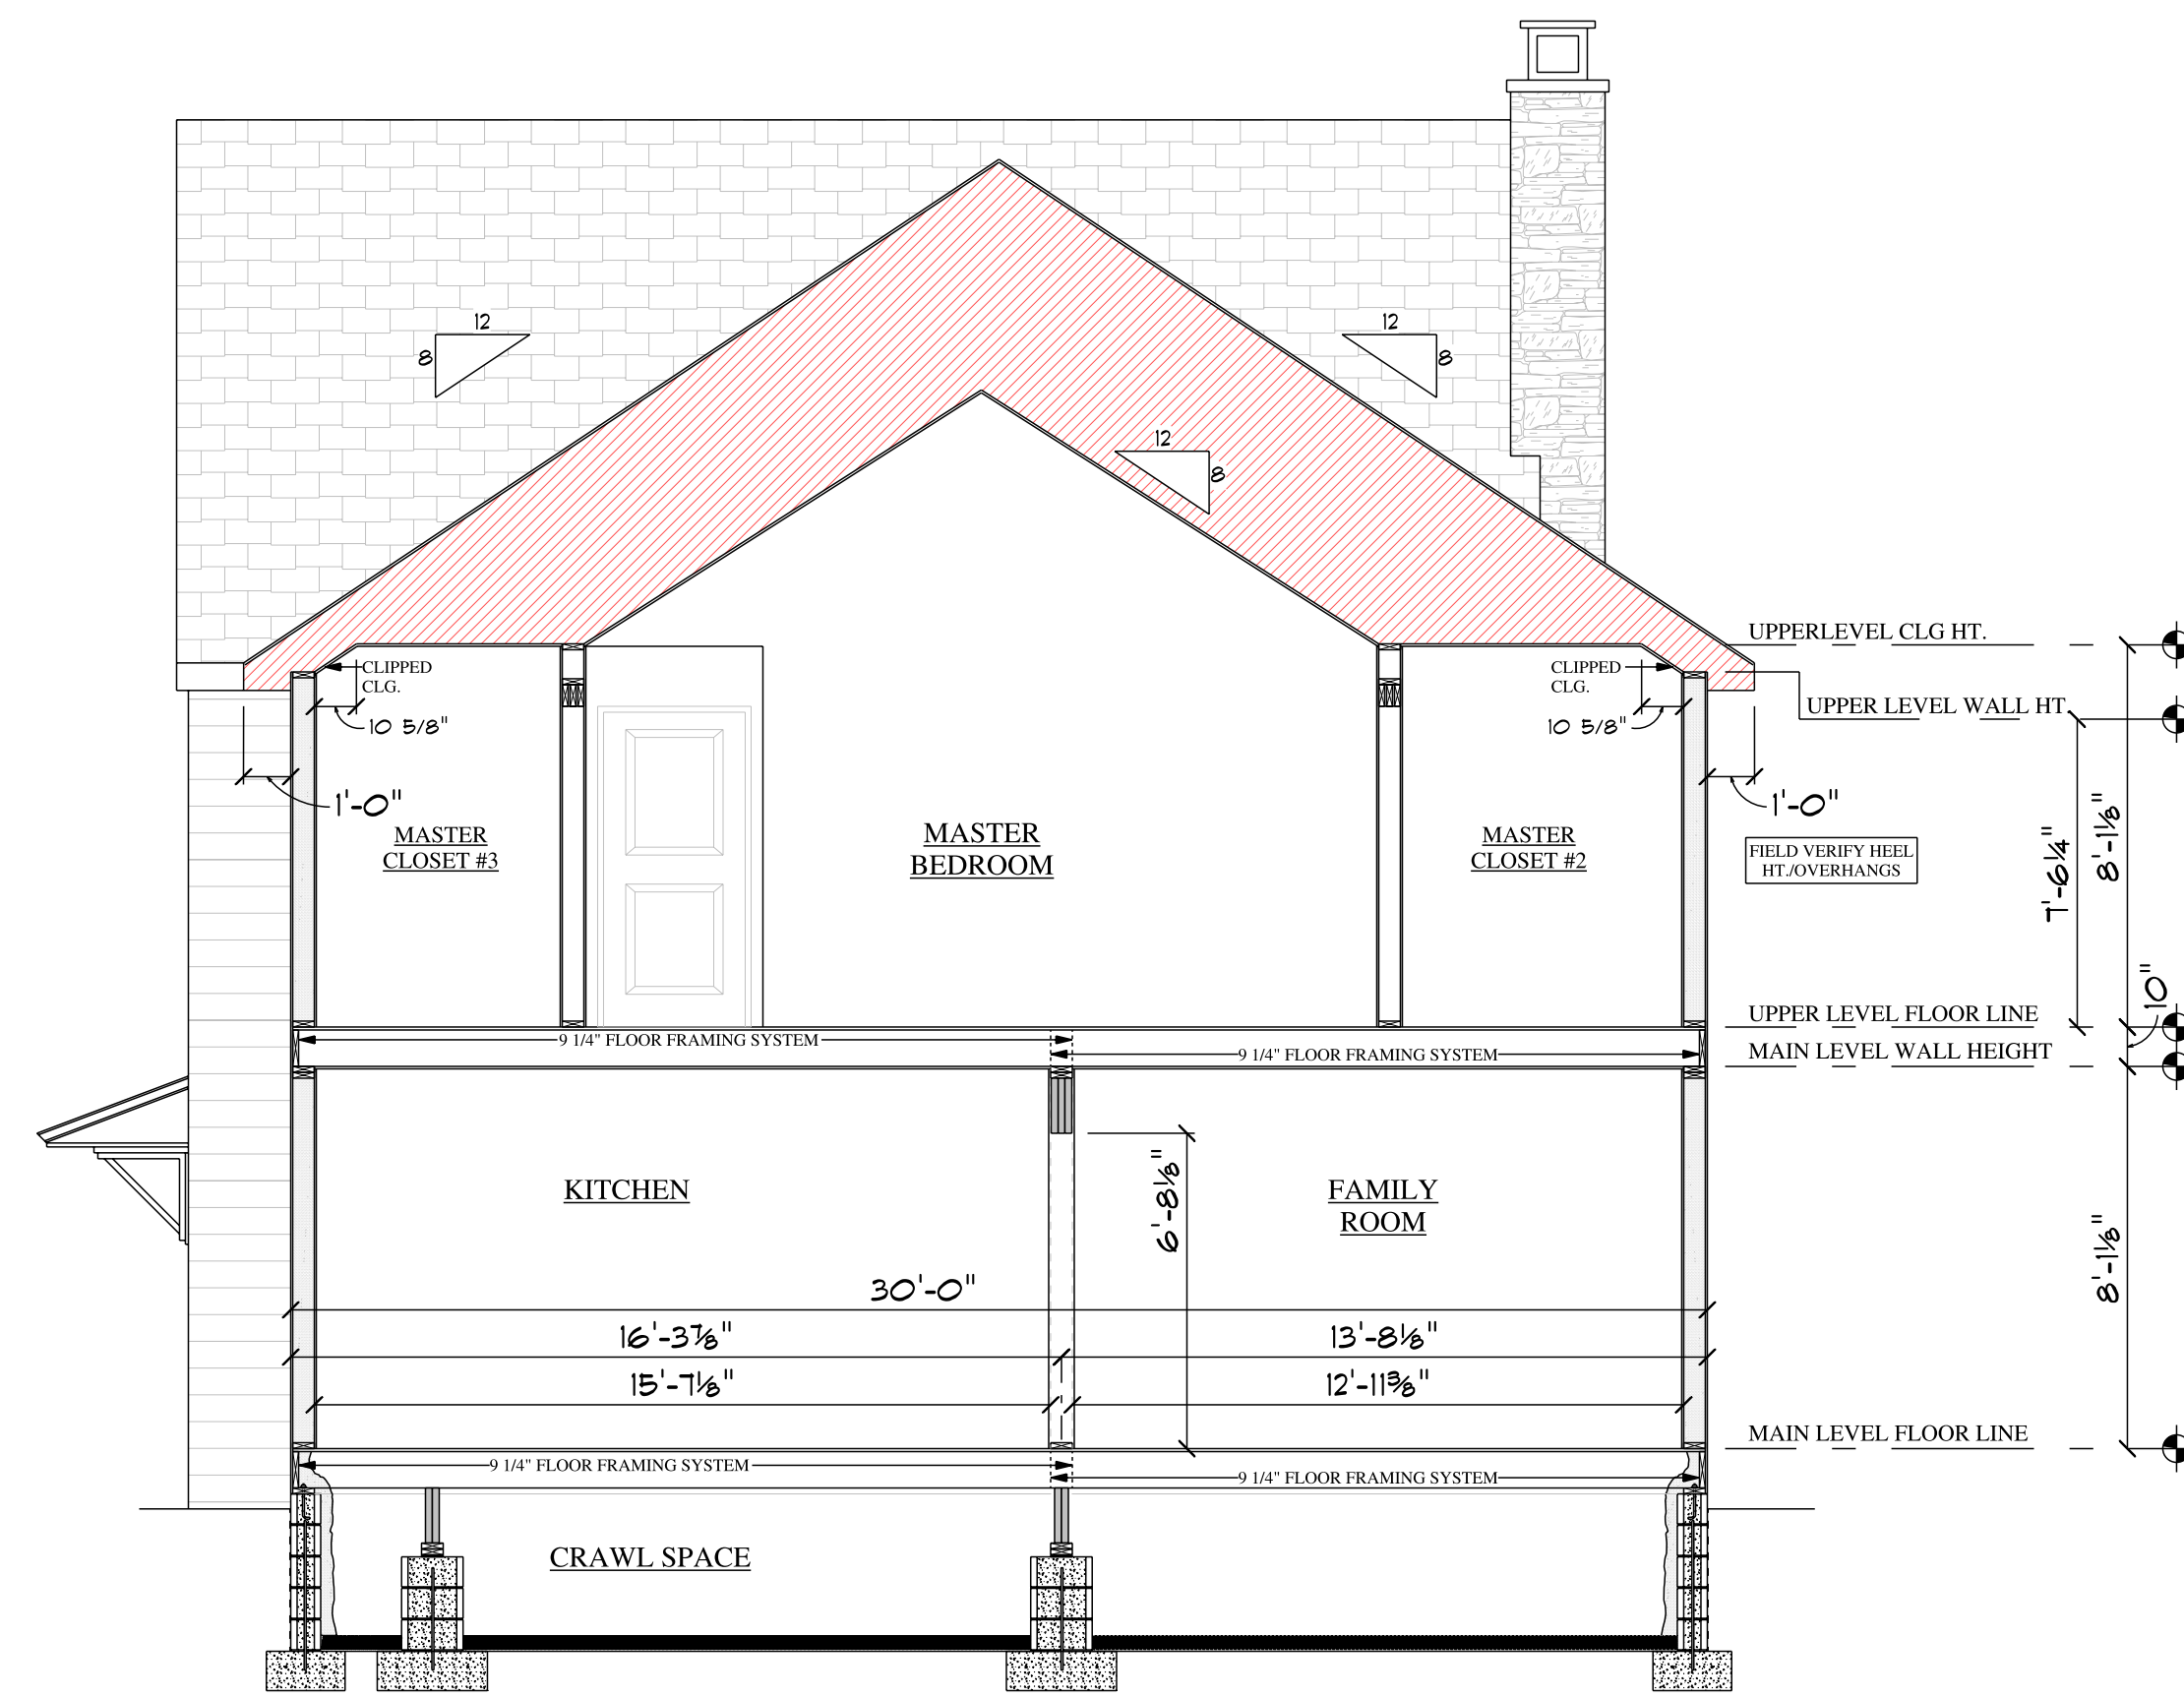 12
8
12
8
12
8
UPPERLEVEL CLG HT.
CLIPPED
CLG.
10 5/8"
CLIPPED
CLG.
10 5/8"
UPPER LEVEL WALL HT.
1'-0"
1'-0"
MASTER
CLOSET #3
MASTER
BEDROOM
MASTER
CLOSET #2
FIELD VERIFY HEEL
HT./OVERHANGS
7'-6¼"
8'-1⅛"
10"
UPPER LEVEL FLOOR LINE
9 1/4" FLOOR FRAMING SYSTEM
9 1/4" FLOOR FRAMING SYSTEM
MAIN LEVEL WALL HEIGHT
KITCHEN
6'-8⅛"
FAMILY
ROOM
8'-1⅛"
30'-0"
16'-3⅞"
13'-8⅛"
15'-7⅛"
12'-11⅜"
MAIN LEVEL FLOOR LINE
9 1/4" FLOOR FRAMING SYSTEM
9 1/4" FLOOR FRAMING SYSTEM
CRAWL SPACE